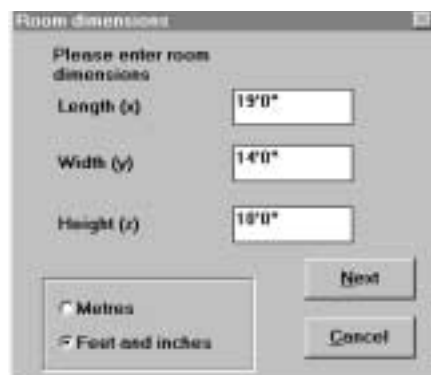 Room dimensions
Please enter room
dimensions
Length (x)
19'0"
Width (y)
14'0"
Height (z)
10'0"
Next
Metres
Feet and inches
Cancel